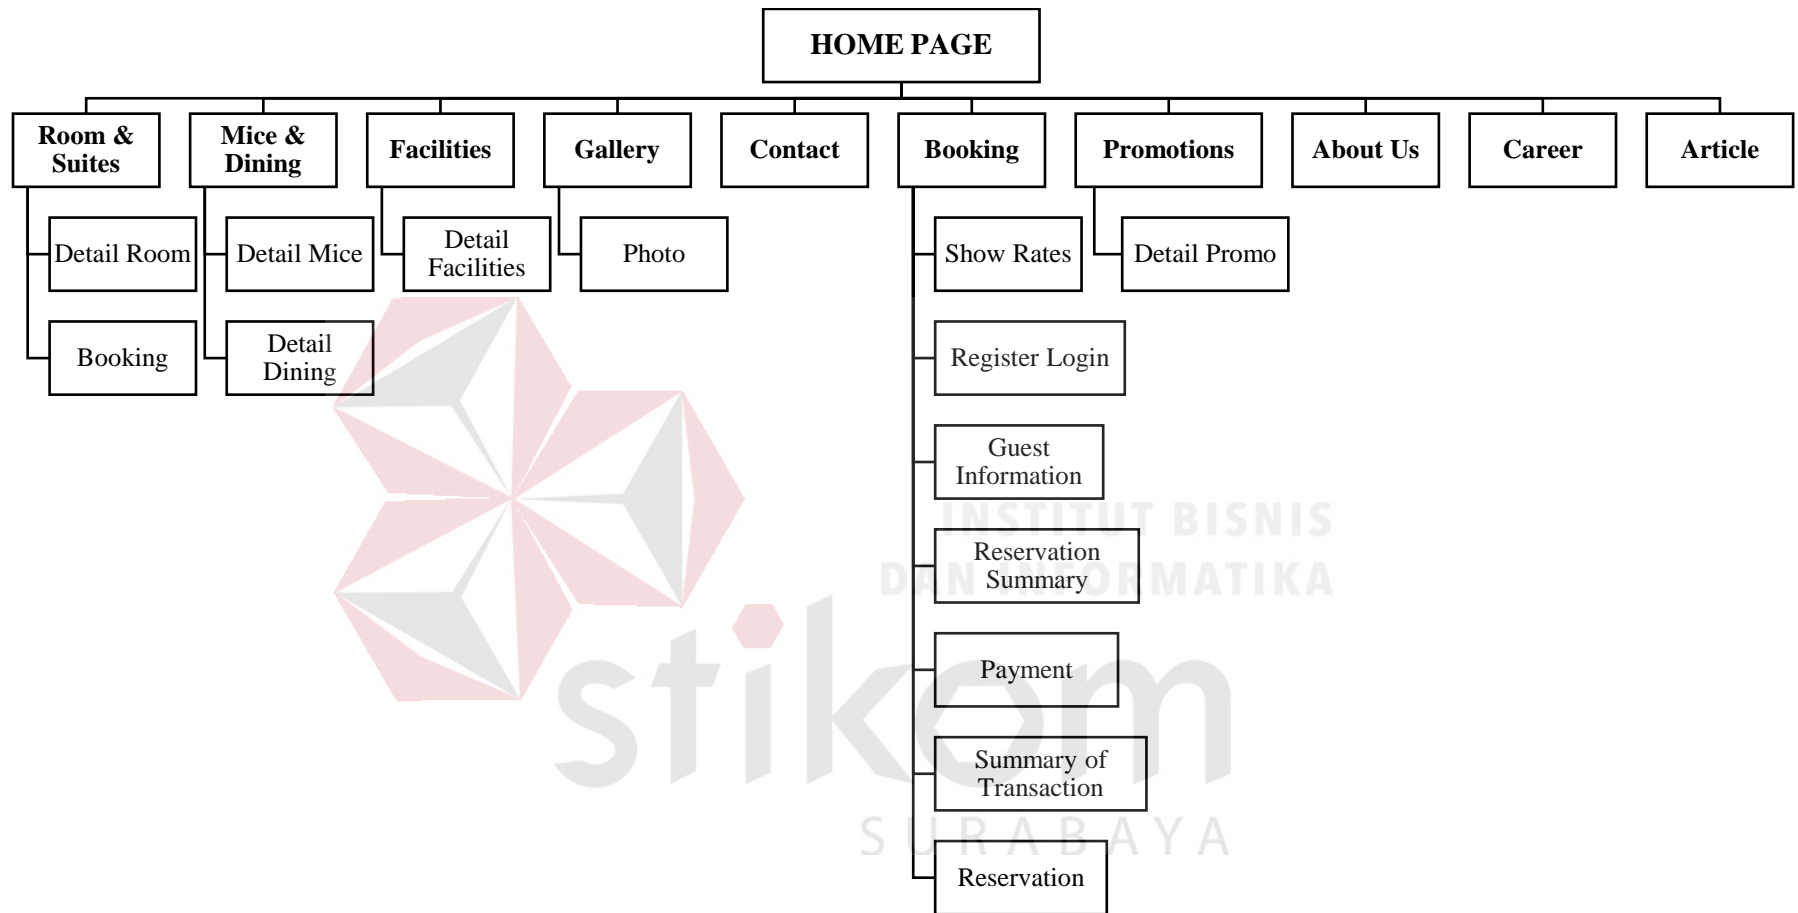 HOME PAGE
Room &
Suites
Mice &
Dining
Facilities
Gallery
Contact
Booking
Promotions
About Us
Career
Article
Detail Room
Detail Mice
Detail
Facilities
Photo
Show Rates
Detail Promo
Booking
Detail
Dining
Register Login
Guest
Information
Reservation
Summary
Payment
Summary of
Transaction
Reservation
INSTITUT BISNIS
DAN INFORMATIKA
stikom
SURABAYA